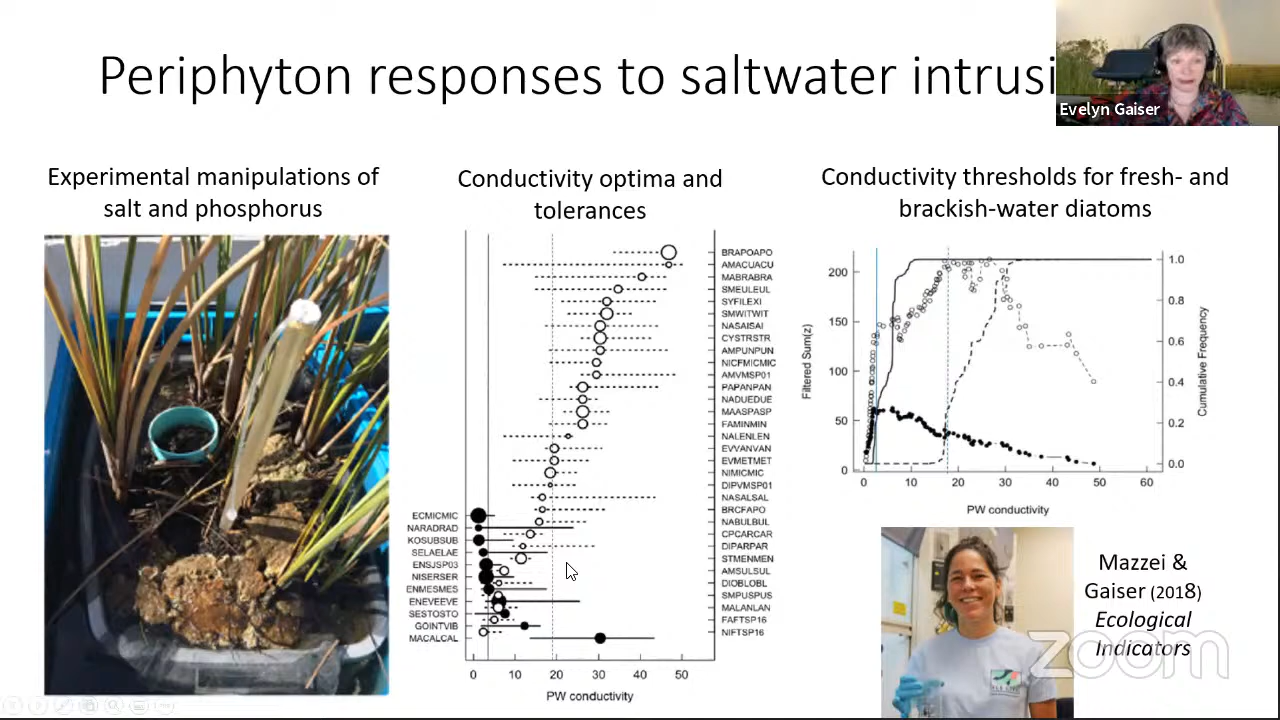 Periphyton responses to saltwater intrusi
Evelyn Gaiser
Experimental manipulations of
salt and phosphorus
Conductivity optima and
tolerances
BRAPOAPO
AMACUACU
MABRABRA
SMEULEUL
SYFILEXI
SMWITWIT
NASAISAI
CYSTRSTR
AMPUNPUN
NICFMICMIC
AMVMSP01
PAPANPAN
NADUEDUE
MAASPASP
FAMINMIN
NALENLEN
EVVANVAN
EVMETMET
NIMICMIC
DIPVMSP01
NASALSAL
BRCFAPO
NABULBUL
CPCARCAR
DIPARPAR
STMENMEN
AMSULSUL
DIOBLOBL
SMPUSPUS
MALANLAN
FAFTSP16
NIFTSP16
ECMICMIC
NARADRAD
KOSUBSUB
SELAELAE
ENSJSP03
NISERSER
ENMESMES
ENEVEEVE
SESTOSTO
GOINTVIB
MACALCAL
0 10 20 30 40 50
PW conductivity
Conductivity thresholds for fresh- and
brackish-water diatoms
Filtered Sum(z)
200
150
100
50
0
1.0
0.8
0.6
0.4
0.2
0.0
Cumulative Frequency
0 10 20 30 40 50 60
PW conductivity
Mazzei &
Gaiser (2018)
Ecological
Indicators
zoom